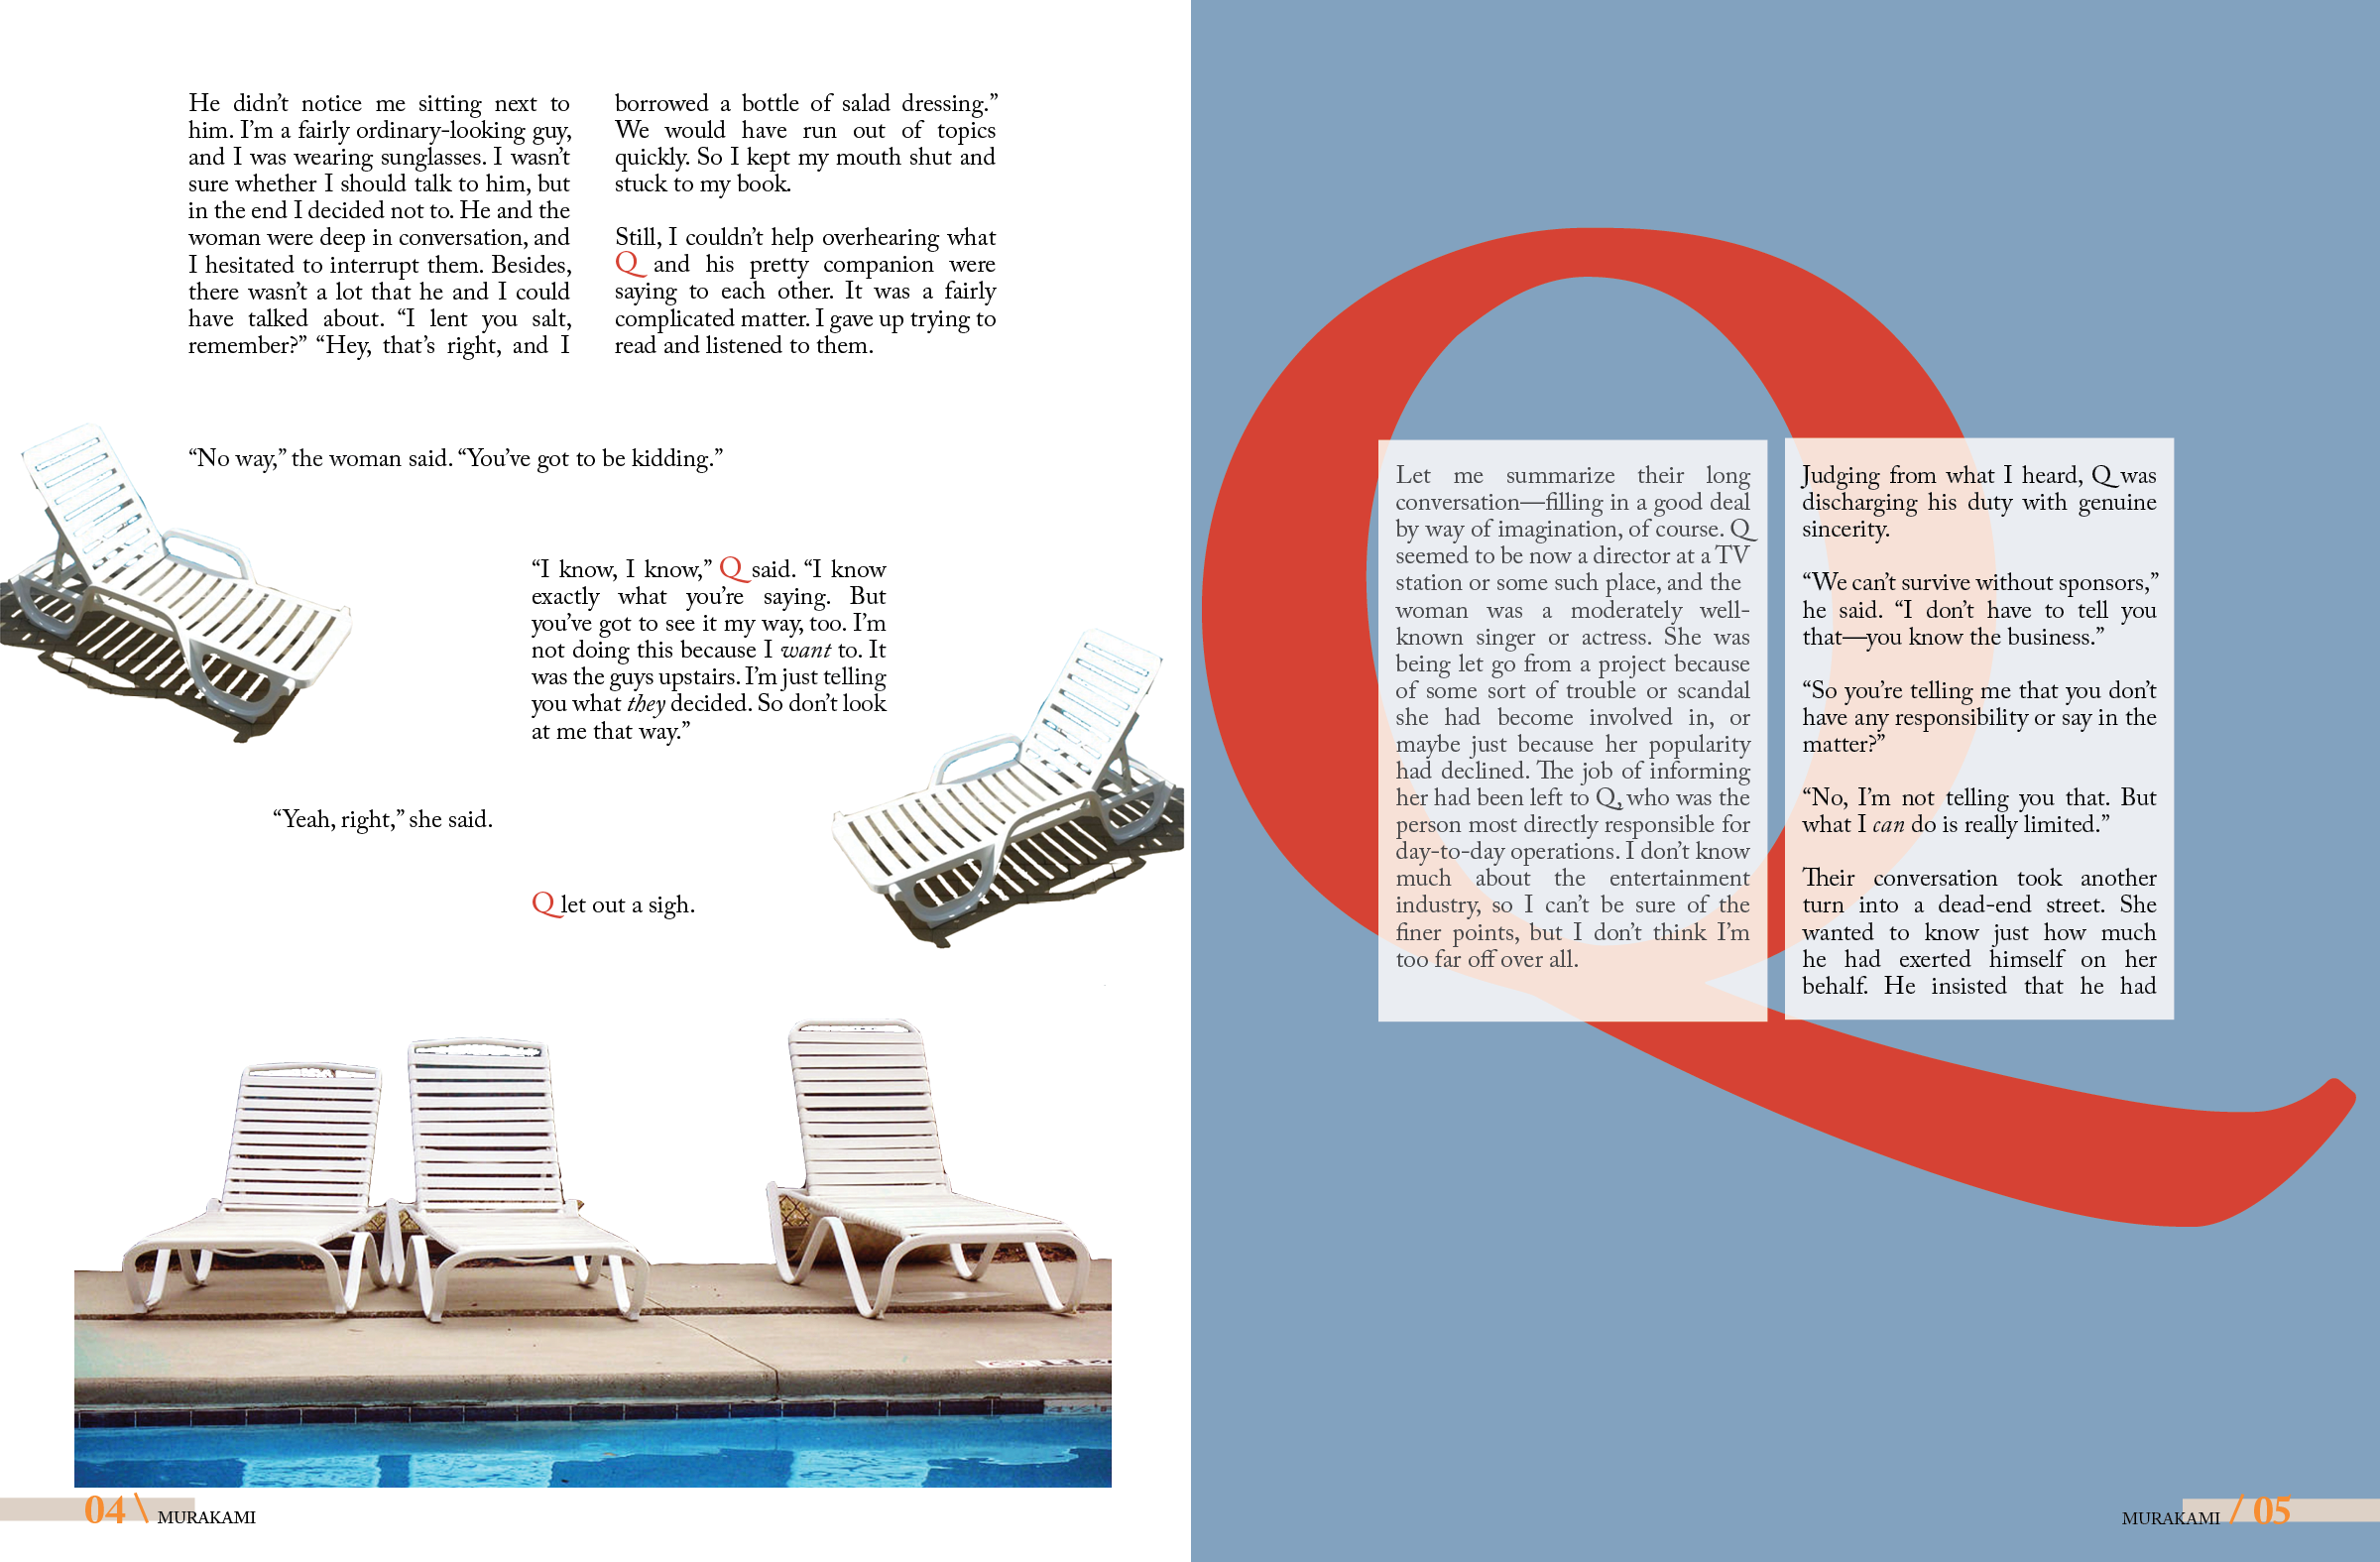 He didn’t notice me sitting next to
him. I’m a fairly ordinary-looking guy,
and I was wearing sunglasses. I wasn’t
sure whether I should talk to him, but
in the end I decided not to. He and the
woman were deep in conversation, and
I hesitated to interrupt them. Besides,
there wasn’t a lot that he and I could
have talked about. “I lent you salt,
remember?” “Hey, that’s right, and I
borrowed a bottle of salad dressing.”
We would have run out of topics
quickly. So I kept my mouth shut and
stuck to my book.
Still, I couldn’t help overhearing what
Q and his pretty companion were
saying to each other. It was a fairly
complicated matter. I gave up trying to
read and listened to them.
“No way,” the woman said. “You’ve got to be kidding.”
“I know, I know,” Q said. “I know
exactly what you’re saying. But
you’ve got to see it my way, too. I’m
not doing this because I want to. It
was the guys upstairs. I’m just telling
you what they decided. So don’t look
at me that way.”
“Yeah, right,” she said.
Q let out a sigh.
04 \ MURAKAMI
Let me summarize their long
conversation—filling in a good deal
by way of imagination, of course. Q
seemed to be now a director at a TV
station or some such place, and the
woman was a moderately well-
known singer or actress. She was
being let go from a project because
of some sort of trouble or scandal
she had become involved in, or
maybe just because her popularity
had declined. The job of informing
her had been left to Q, who was the
person most directly responsible for
day-to-day operations. I don’t know
much about the entertainment
industry, so I can’t be sure of the
finer points, but I don’t think I’m
too far off over all.
Judging from what I heard, Q was
discharging his duty with genuine
sincerity.
“We can’t survive without sponsors,”
he said. “I don’t have to tell you
that—you know the business.”
“So you’re telling me that you don’t
have any responsibility or say in the
matter?”
“No, I’m not telling you that. But
what I can do is really limited.”
Their conversation took another
turn into a dead-end street. She
wanted to know just how much
he had exerted himself on her
behalf. He insisted that he had
MURAKAMI / 05